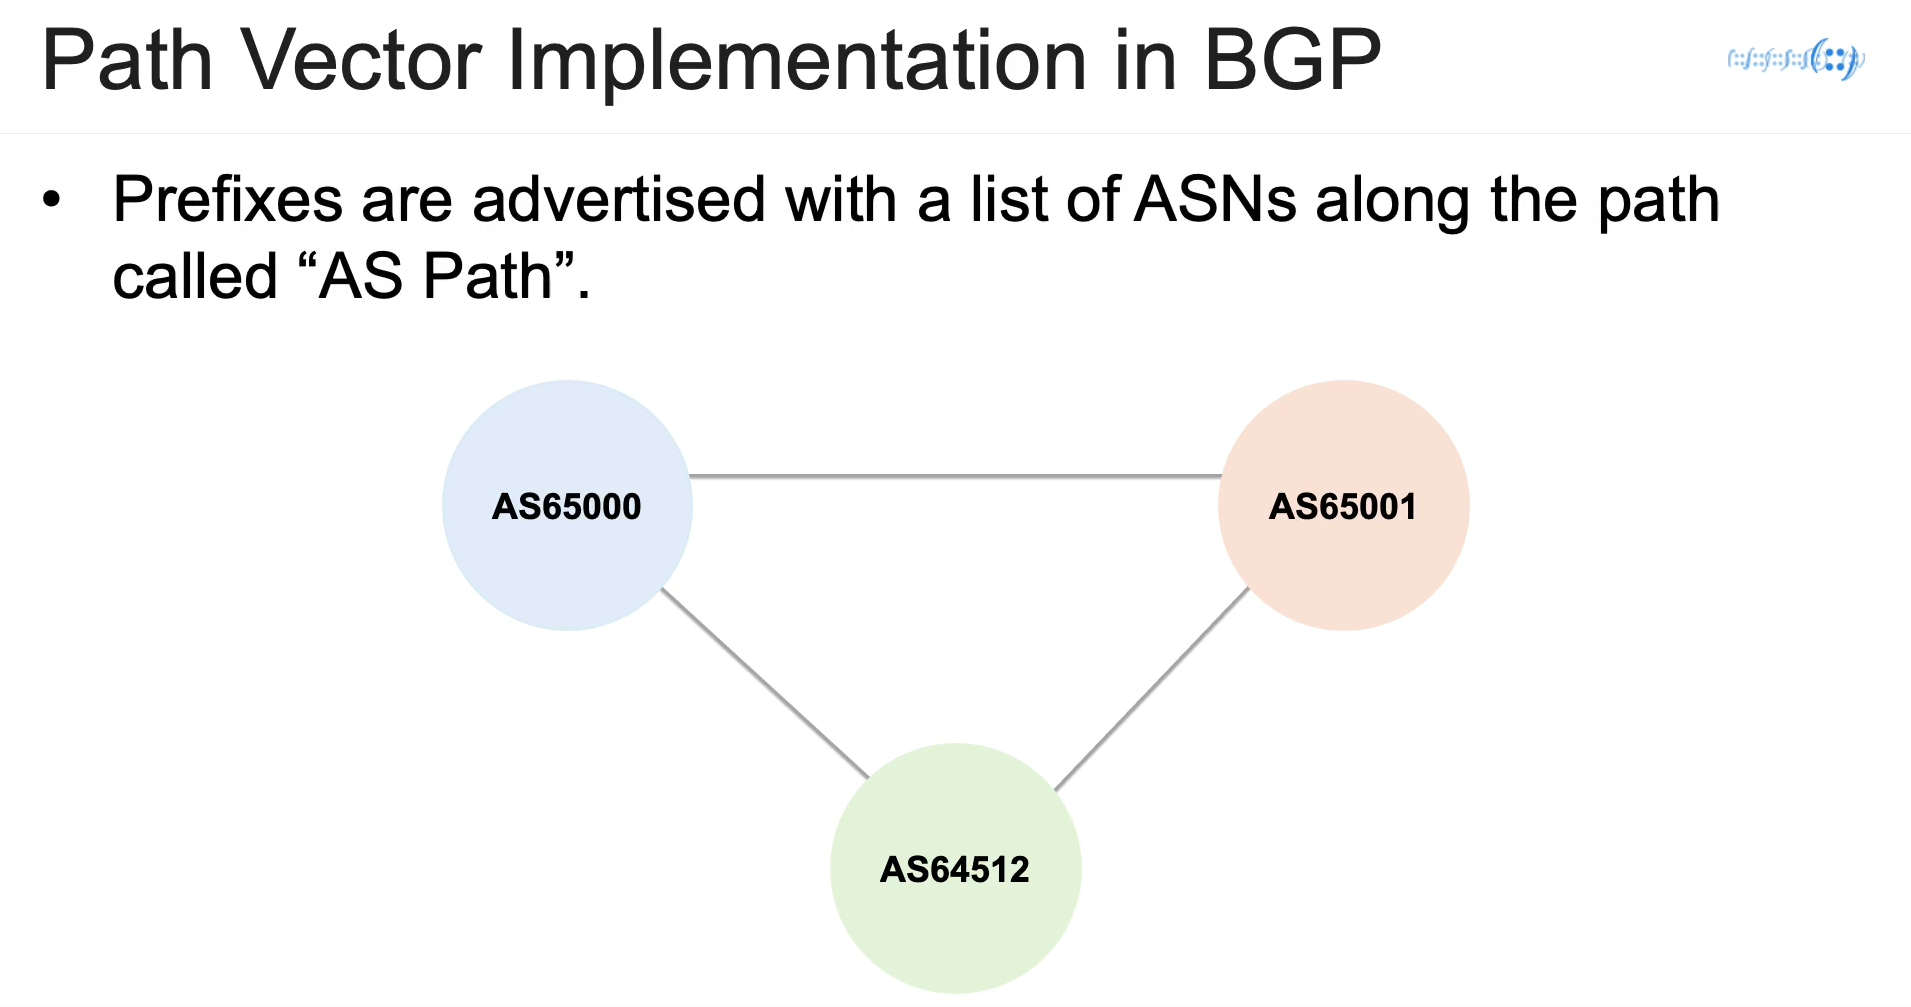 Path Vector Implementation in BGP
• Prefixes are advertised with a list of ASNs along the path
called “AS Path”.
AS65000
AS65001
AS64512